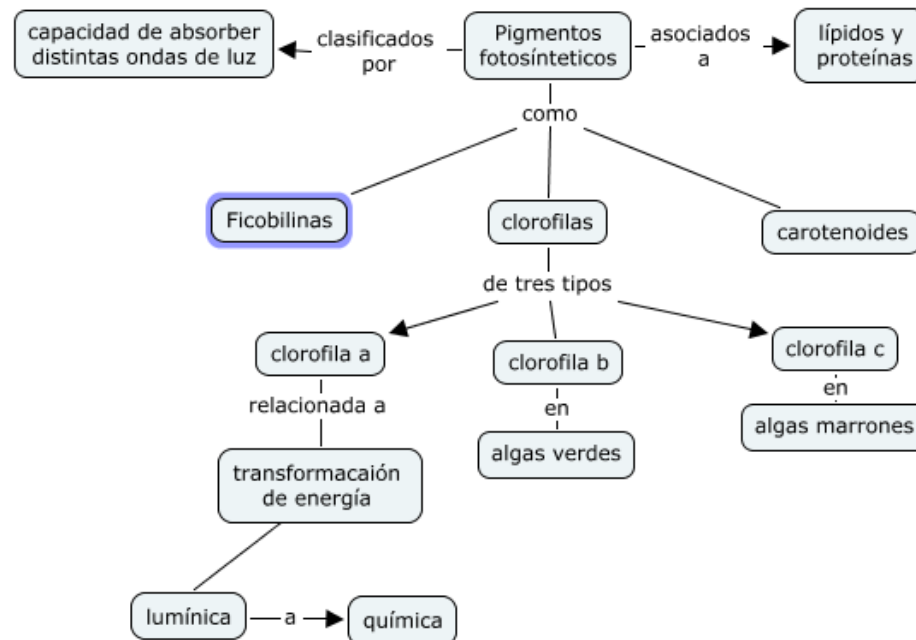 capacidad de absorber
distintas ondas de luz
clasificados
por
Pigmentos
fotosínteticos
asociados
a
lípidos y
proteínas
como
Ficobilinas
clorofilas
carotenoides
de tres tipos
clorofila a
clorofila b
clorofila c
relacionada a
en
en
algas verdes
algas marrones
transformacaión
de energía
lumínica
a
química